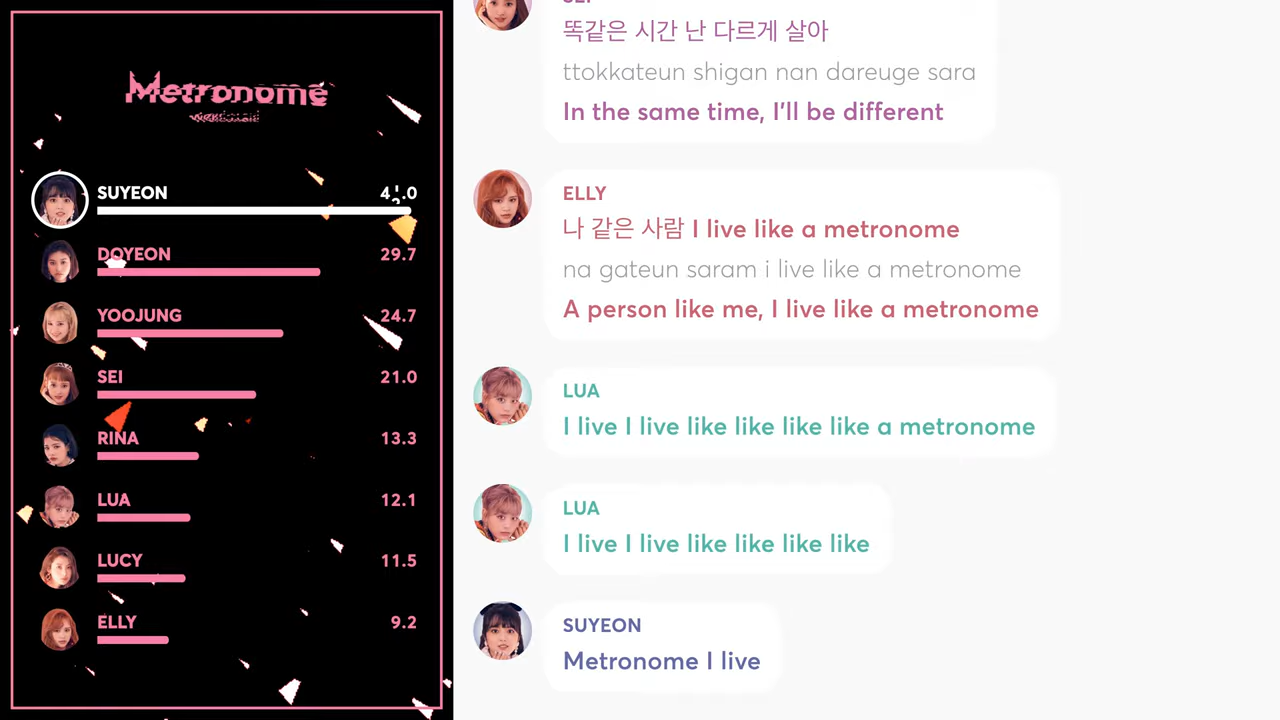 Metronome
SUYEON
DOYEON 29.7
YOOJUNG 24.7
SEI 21.0
RINA 13.3
LUA 12.1
LUCY 11.5
ELLY 9.2
똑같은 시간 난 다르게 살아
ttokkateun shigan nan dareuge sara
In the same time, I'll be different
ELLY
나 같은 사람 I live like a metronome
na gateun saram i live like a metronome
A person like me, I live like a metronome
LUA
I live I live like like like like a metronome
LUA
I live I live like like like like
SUYEON
Metronome I live